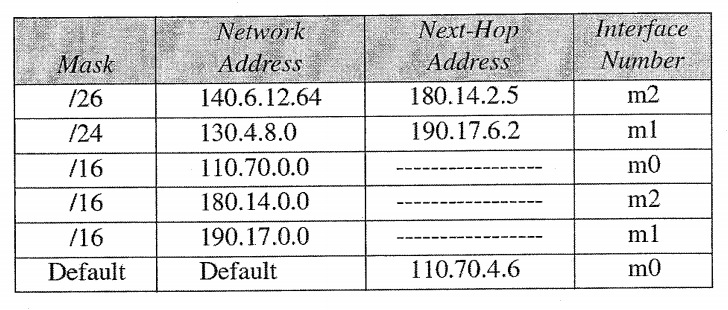 Mask Network Address Next-Hop Address Interface Number
/26 140.6.12.64 180.14.2.5 m2
/24 130.4.8.0 190.17.6.2 m1
/16 110.70.0.0 ------------------ m0
/16 180.14.0.0 ------------------ m2
/16 190.17.0.0 ------------------ m1
Default Default 110.70.4.6 m0